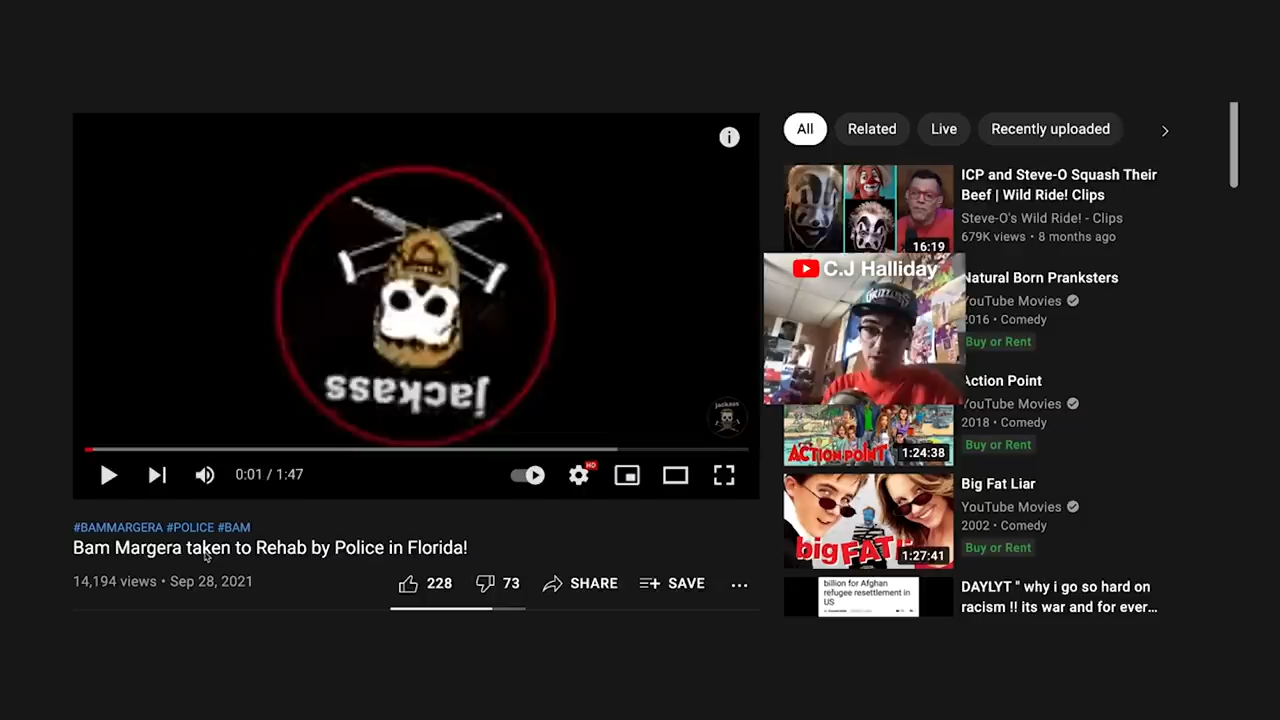 jackass
jackass
0:01 / 1:47
HD
#BAMMARGERA #POLICE #BAM
Bam Margera taken to Rehab by Police in Florida!
14,194 views • Sep 28, 2021
228
73
SHARE
SAVE
All
Related
Live
Recently uploaded
16:19
ICP and Steve-O Squash Their
Beef | Wild Ride! Clips
Steve-O's Wild Ride! - Clips
679K views • 8 months ago
C.J Halliday
GRIZZLIES
Natural Born Pranksters
YouTube Movies
2016 • Comedy
Buy or Rent
ACTION POINT
1:24:38
Action Point
YouTube Movies
2018 • Comedy
Buy or Rent
big FAT
1:27:41
Big Fat Liar
YouTube Movies
2002 • Comedy
Buy or Rent
billion for Afghan
refugee resettlement in
US
DAYLYT " why i go so hard on
racism !! its war and for ever...